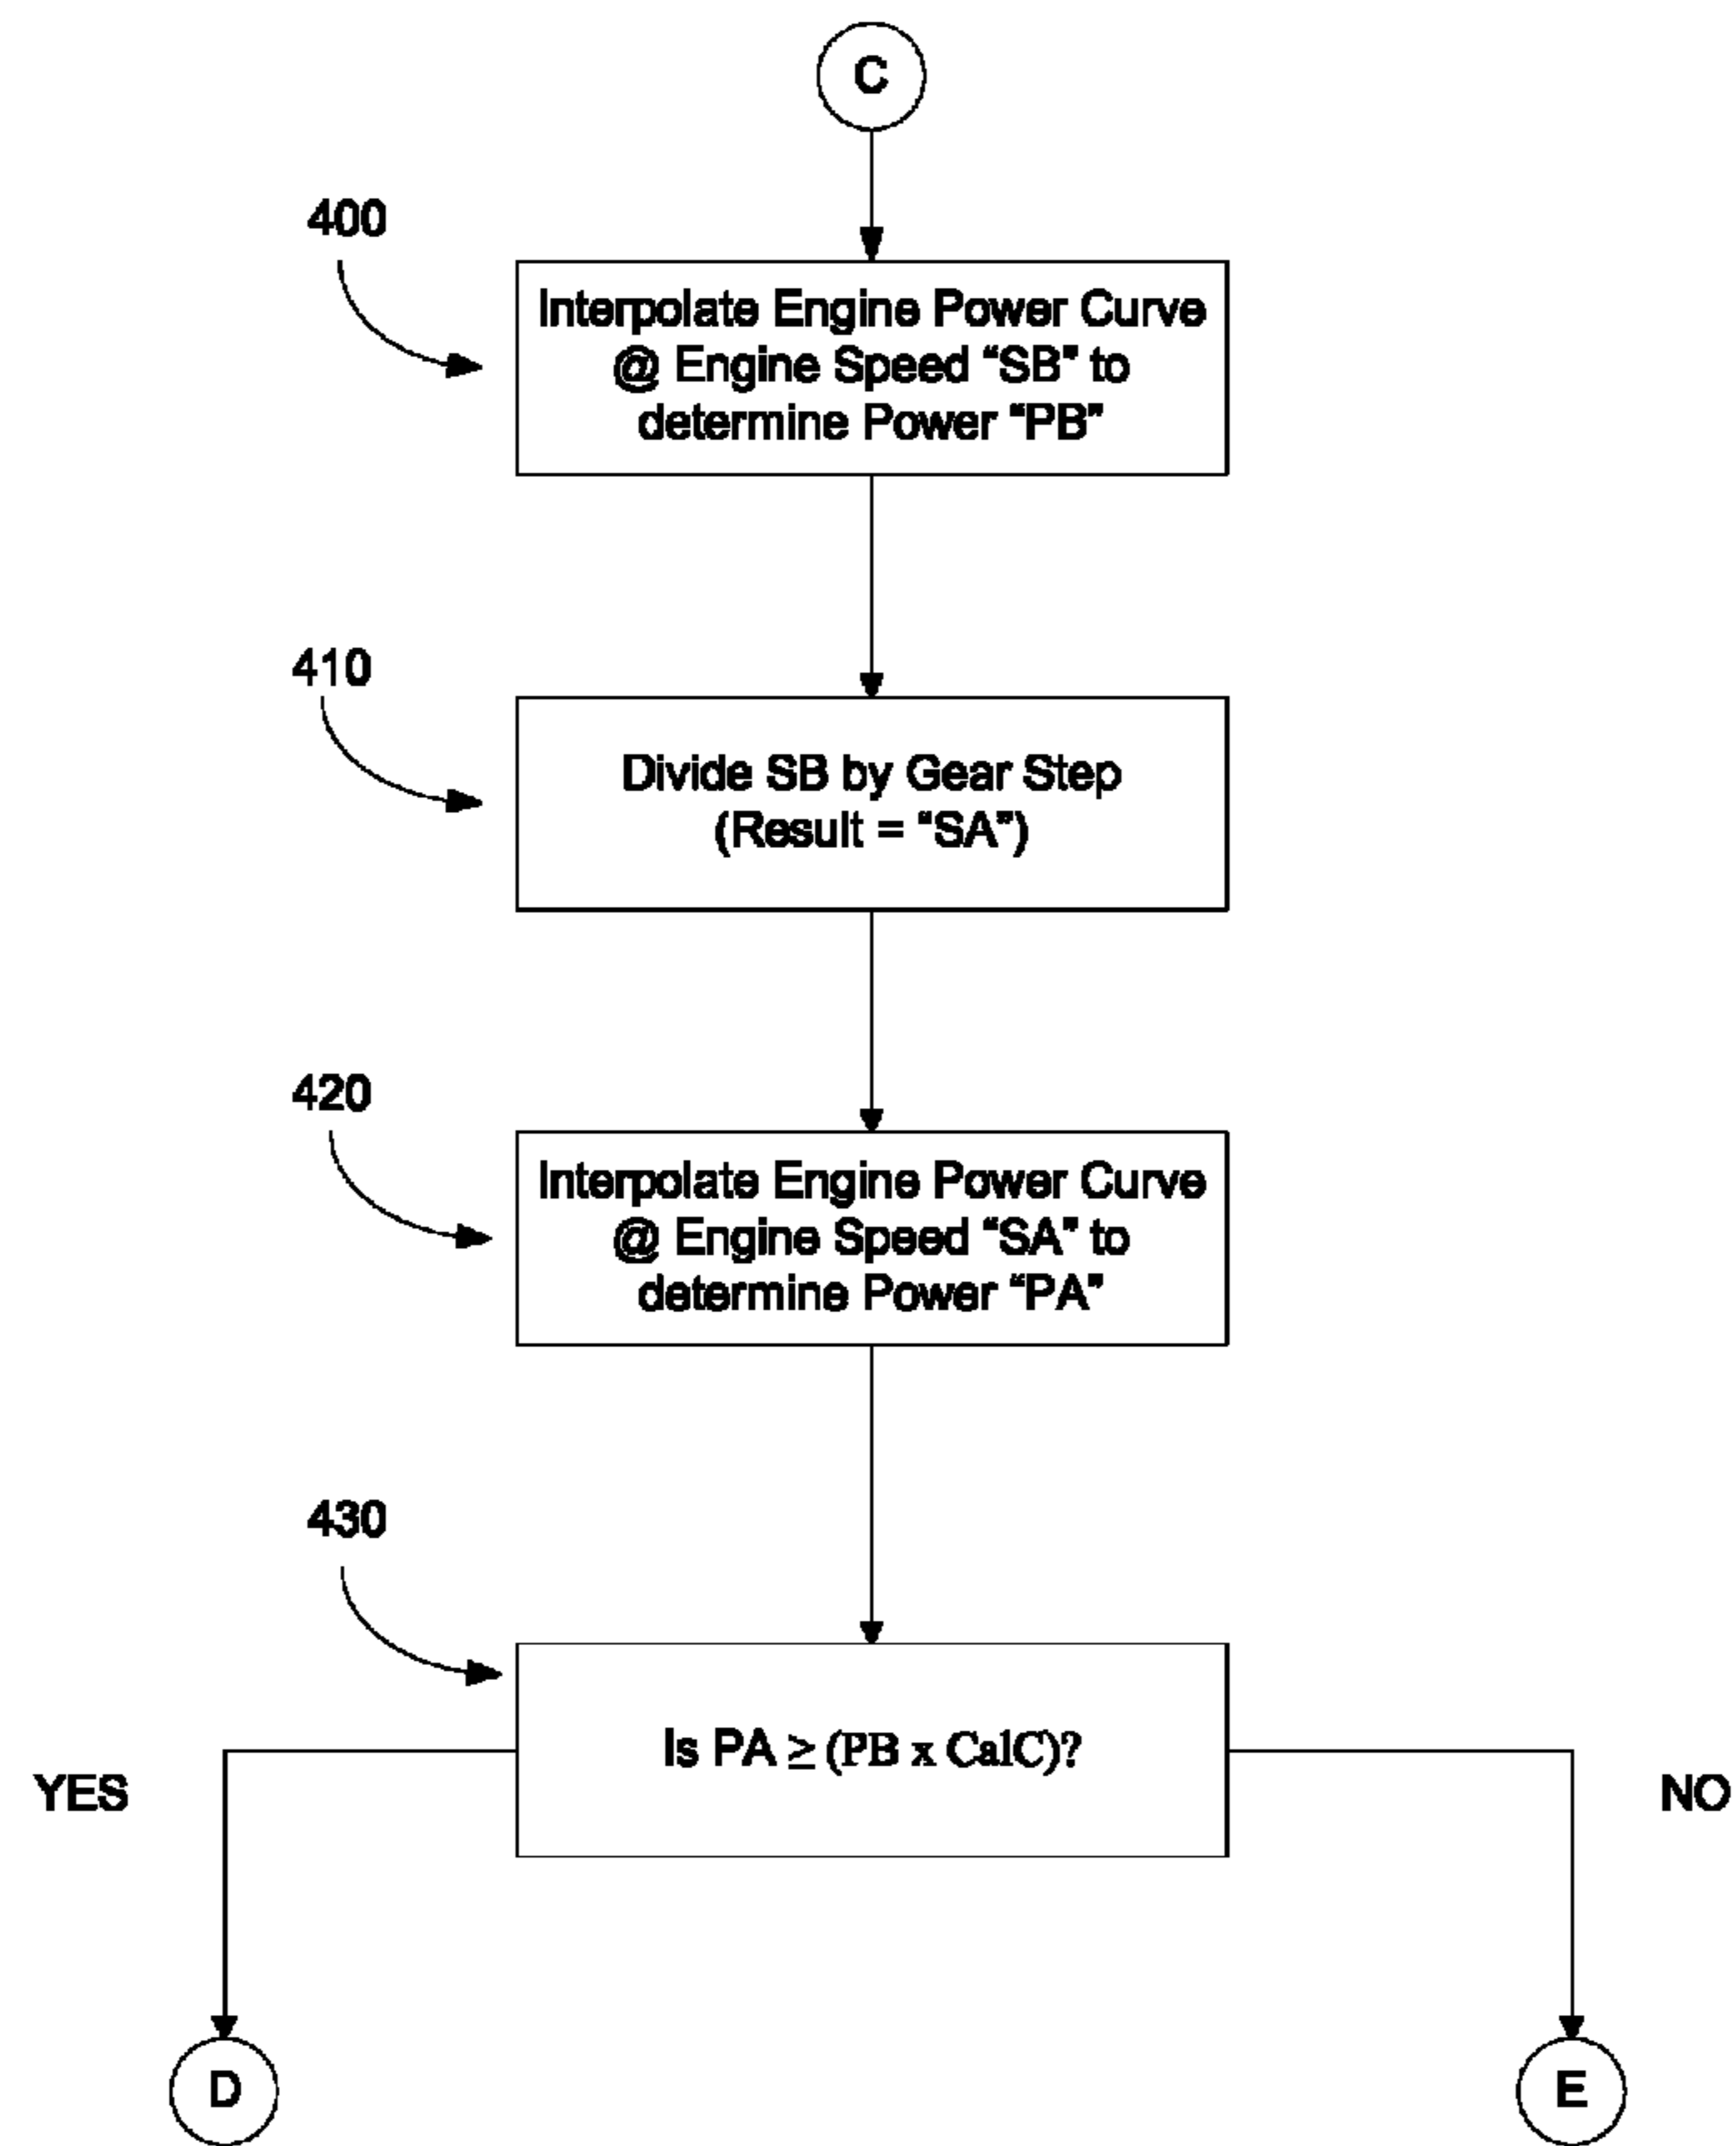 C
400
Interpolate Engine Power Curve
@ Engine Speed “SB” to
determine Power “PB”
410
Divide SB by Gear Step
(Result = “SA”)
420
Interpolate Engine Power Curve
@ Engine Speed “SA” to
determine Power “PA”
430
Is PA ≥ (PB x CalC)?
YES
NO
D
E